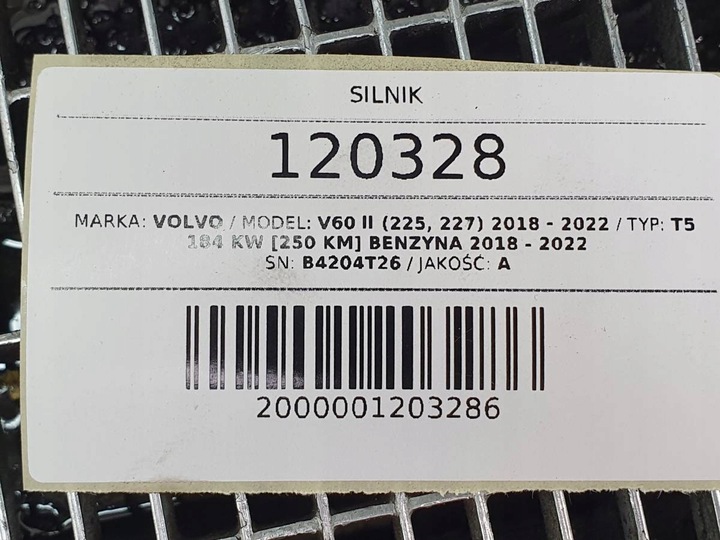 SILNIK
120328
MARKA: VOLVO / MODEL: V60 II (225, 227) 2018 - 2022 / TYP: T5
184 KW [250 KM] BENZYNA 2018 - 2022
SN: B4204T26 / JAKOŚĆ: A
2000001203286